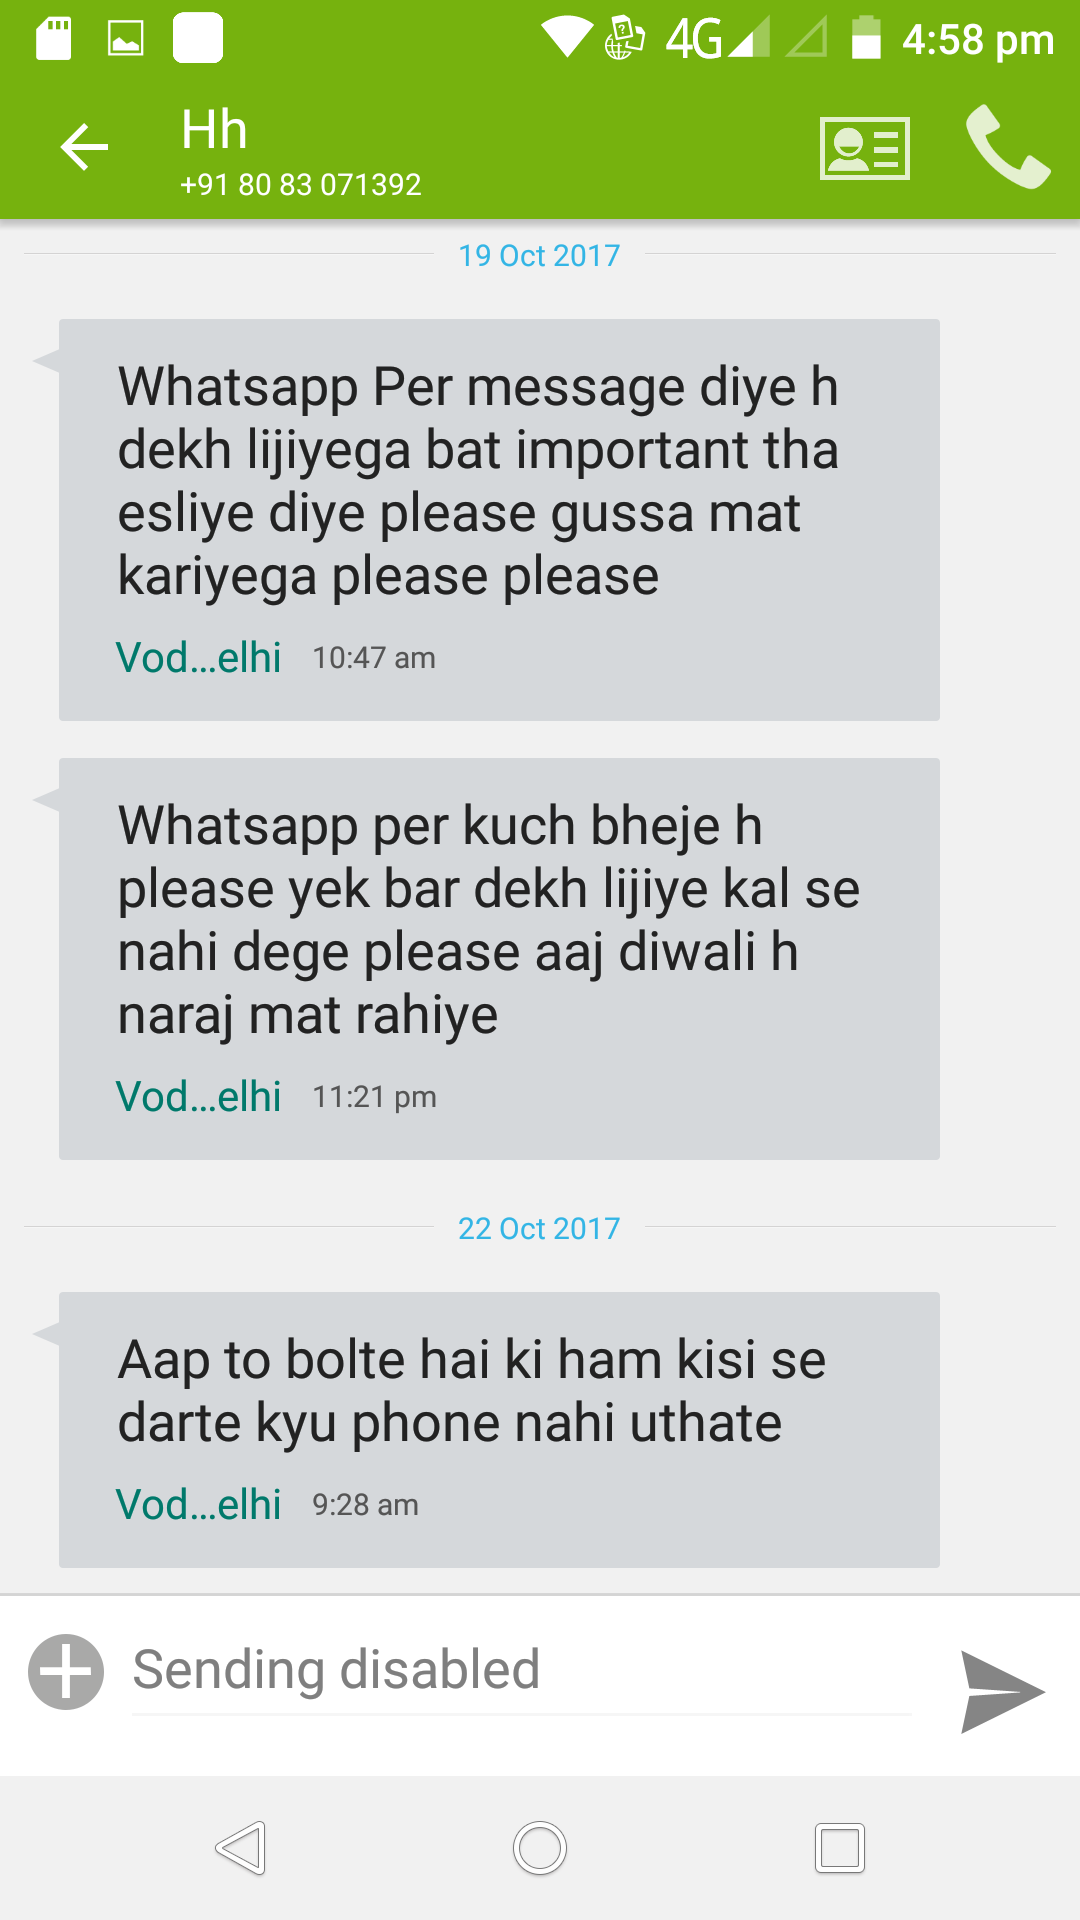 4G 4:58 pm
Hh
+91 80 83 071392
19 Oct 2017
Whatsapp Per message diye h
dekh lijiyega bat important tha
esliye diye please gussa mat
kariyega please please
Vod...elhi 10:47 am
Whatsapp per kuch bheje h
please yek bar dekh lijiye kal se
nahi dege please aaj diwali h
naraj mat rahiye
Vod...elhi 11:21 pm
22 Oct 2017
Aap to bolte hai ki ham kisi se
darte kyu phone nahi uthate
Vod...elhi 9:28 am
Sending disabled